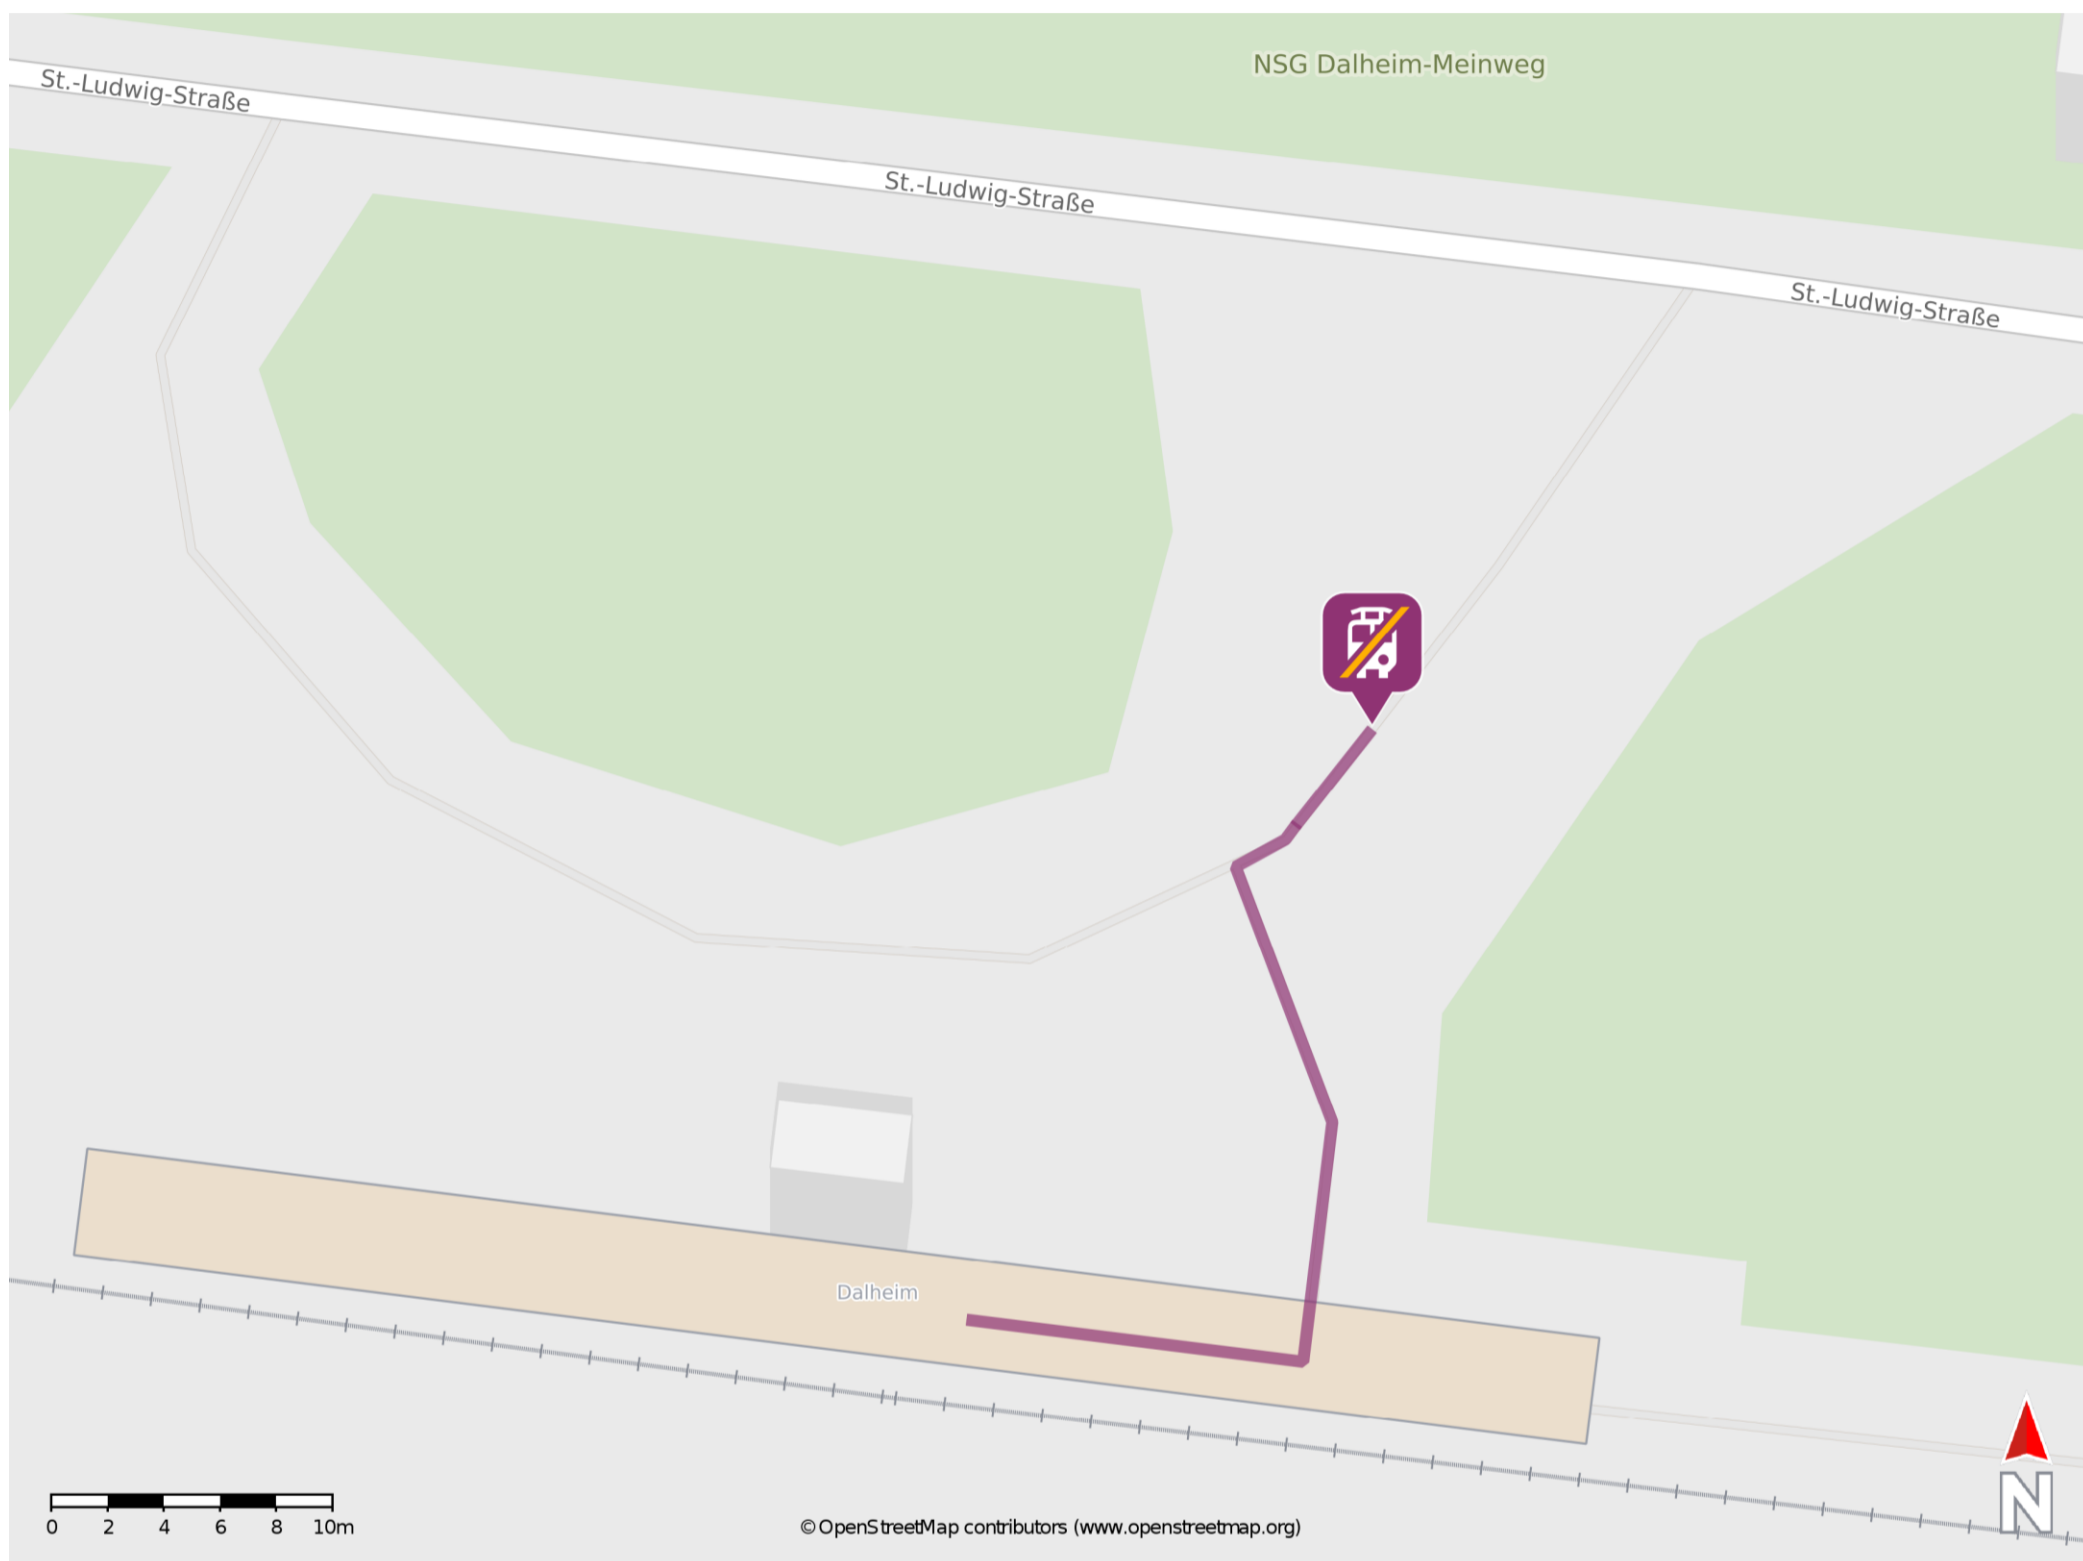 NSG Dalheim-Meinweg
St.-Ludwig-Straße
St.-Ludwig-Straße
St.-Ludwig-Straße
Dalheim
0 2 4 6 8 10m
©OpenStreetMap contributors (www.openstreetmap.org)
N